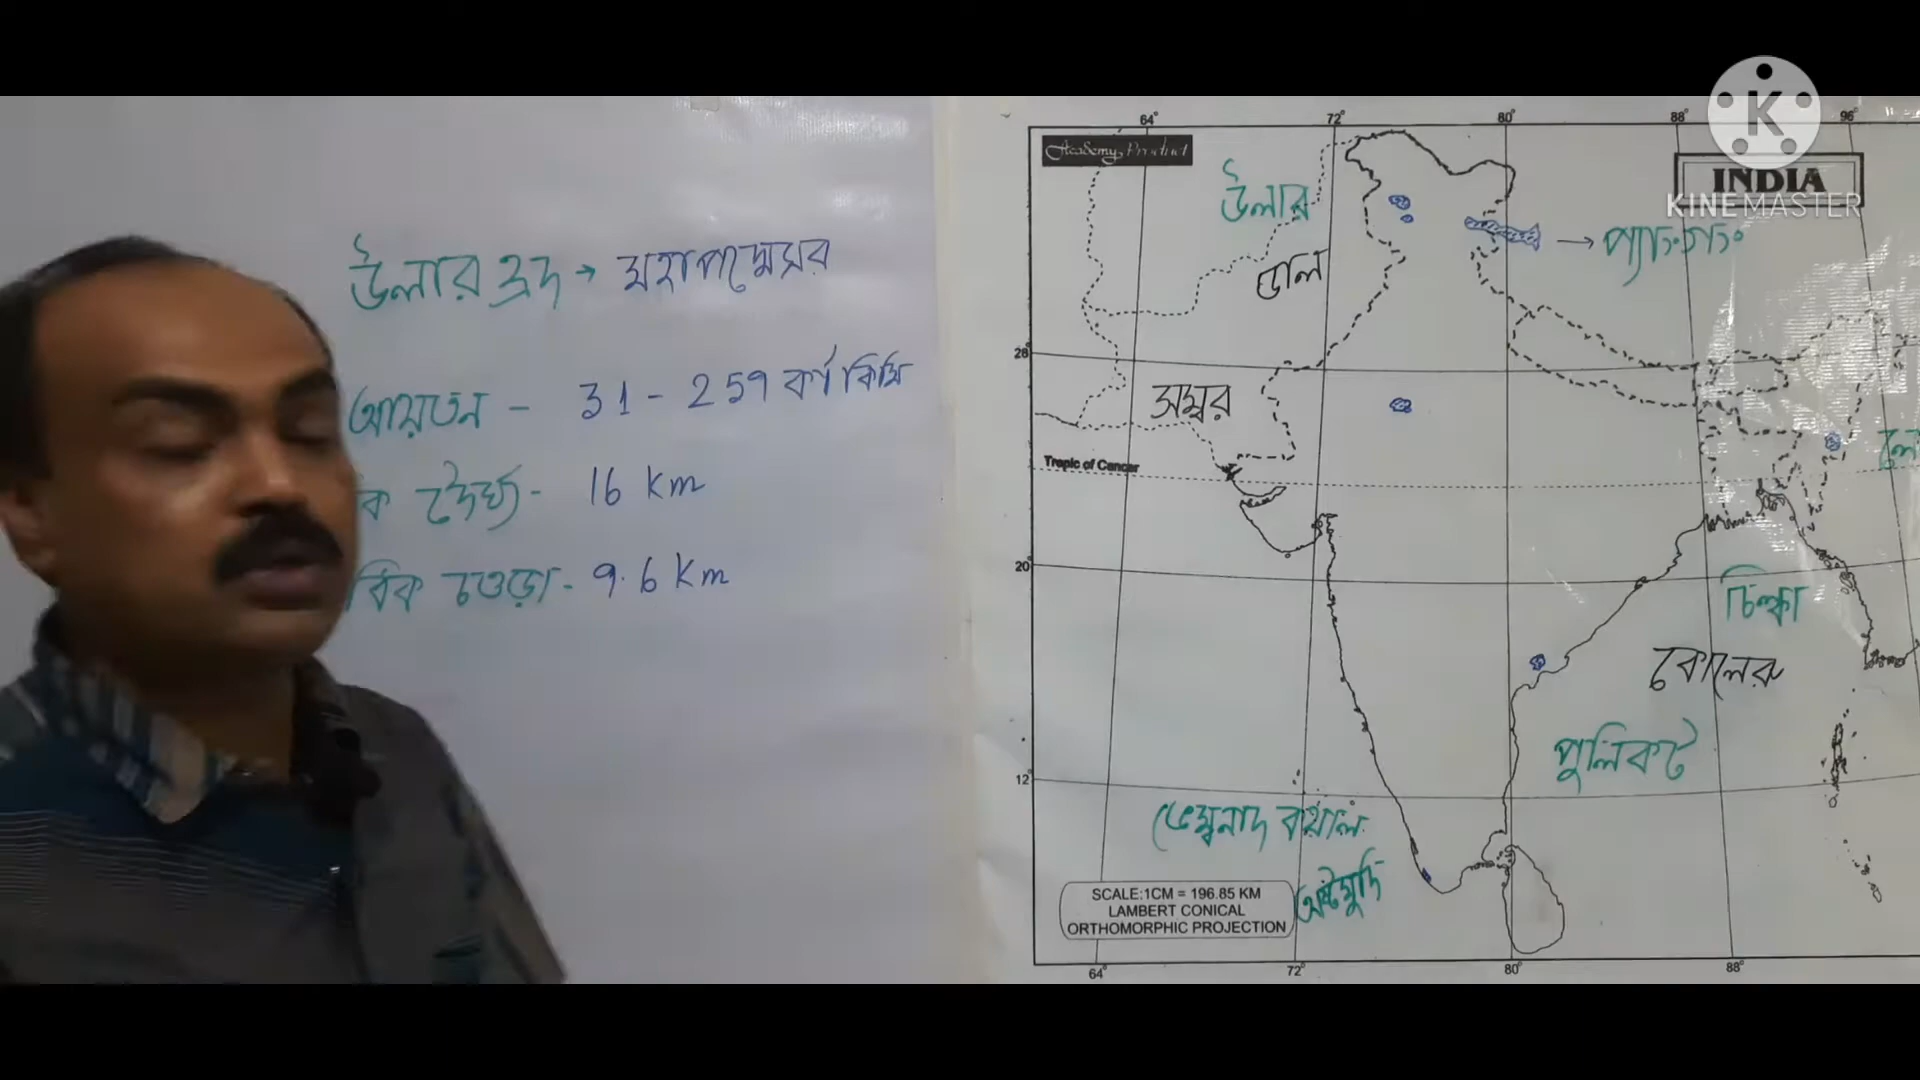 উলার হ্রদ → মহাপদ্মেসর
আয়তন - 31 - 259 বর্গ কিমি
ক দৈর্ঘ্য - 16 Km
ধিক চওড়া - 9.6 Km
64° 72° 80° 88° 96°
Academy Product
INDIA
K
KINEMASTER
উলার
→ প্যাংগং
ডাল
28°
সম্বর
Tropic of Cancer
লো
20°
চিল্কা
কোলেরু
পুলিকট
12°
ভেম্বনাদ কয়াল
অষ্টমুদি
SCALE:1CM = 196.85 KM
LAMBERT CONICAL
ORTHOMORPHIC PROJECTION
64° 72° 80° 88°